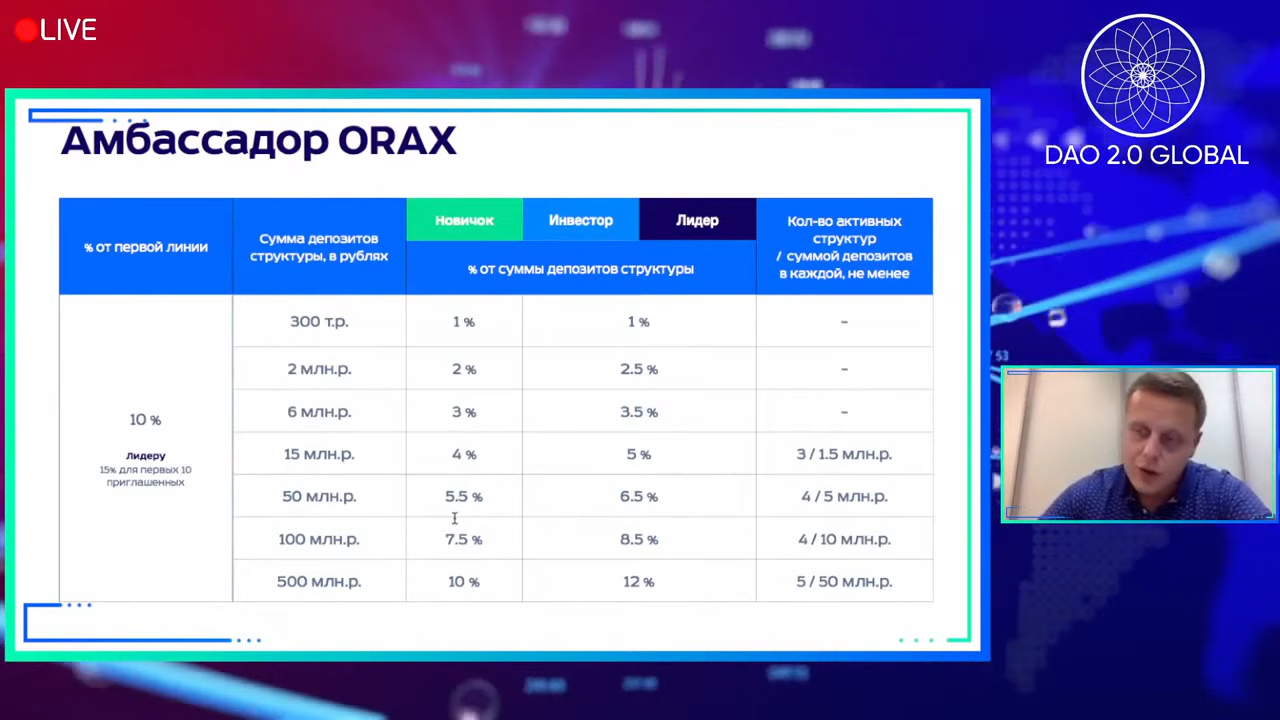 LIVE
DAO 2.0 GLOBAL
Амбассадор ORAX
% от первой линии
Сумма депозитов
структуры, в рублях
Новичок
Инвестор
Лидер
% от суммы депозитов структуры
Кол-во активных
структур
/ суммой депозитов
в каждой, не менее
10 %
Лидеру
15% для первых 10
приглашенных
300 т.р. 1 % 1 % -
2 млн.р. 2 % 2.5 % -
6 млн.р. 3 % 3.5 % -
15 млн.р. 4 % 5 % 3 / 1.5 млн.р.
50 млн.р. 5.5 % 6.5 % 4 / 5 млн.р.
100 млн.р. 7.5 % 8.5 % 4 / 10 млн.р.
500 млн.р. 10 % 12 % 5 / 50 млн.р.